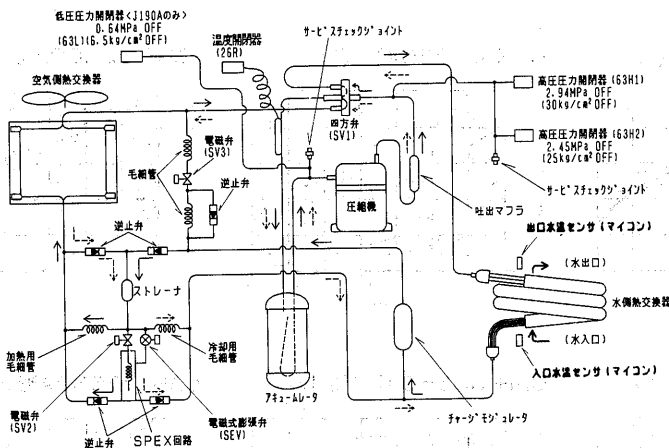 低圧圧力開閉器<J190Aのみ>
0.64MPa OFF
(63L)(6.5kg/cm²OFF)
温度開閉器
(26R)
サービスチェックジョイント
空気側熱交換器
高圧圧力開閉器(63H1)
2.94MPa OFF
(30kg/cm² OFF)
四方弁
(SV1)
高圧圧力開閉器(63H2)
2.45MPa OFF
(25kg/cm² OFF)
電磁弁
(SV3)
毛細管
逆止弁
圧縮機
吐出マフラ
サービスチェックジョイント
逆止弁
出口水温センサ(マイコン)
(水出口)
ストレーナ
水側熱交換器
加熱用
毛細管
冷却用
毛細管
(水入口)
入口水温センサ(マイコン)
アキュームレータ
電磁弁
(SV2)
逆止弁
SPEX回路
電磁式膨張弁
(SEV)
チャージモジュレータ